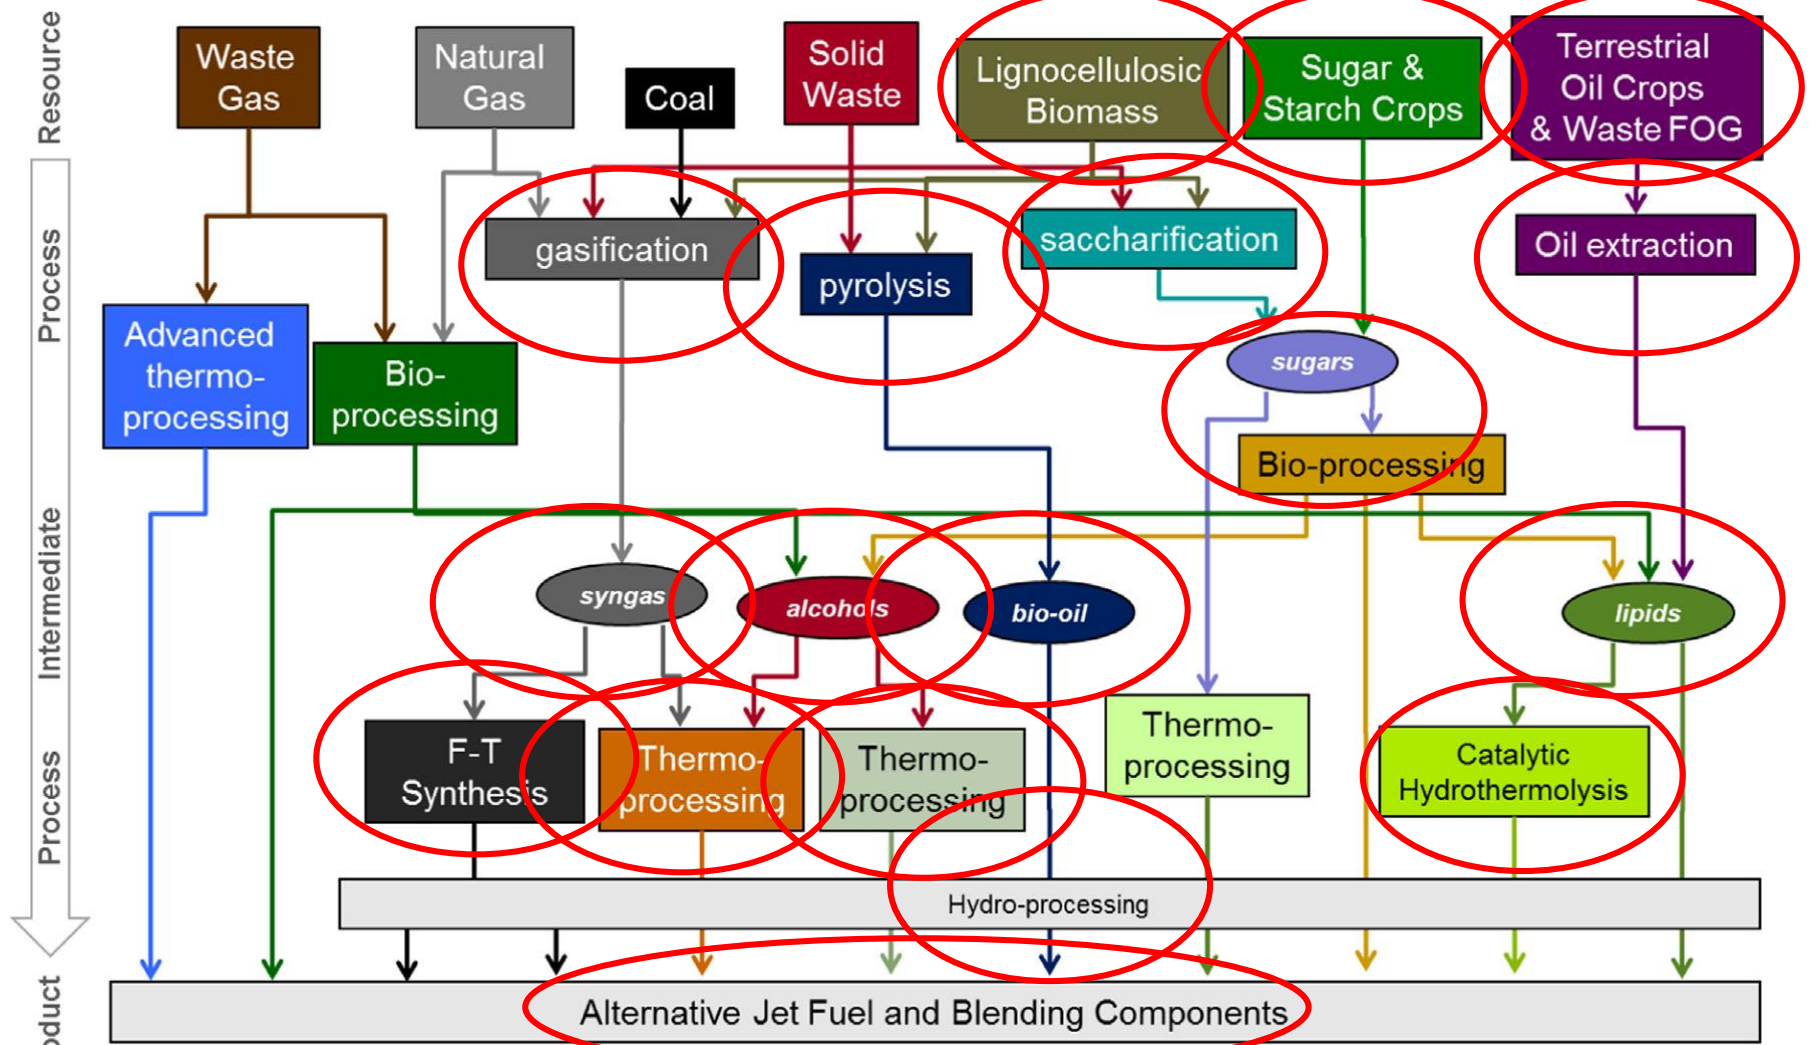 Resource
Waste
Gas
Natural
Gas
Coal
Solid
Waste
Lignocellulosic
Biomass
Sugar &
Starch Crops
Terrestrial
Oil Crops
& Waste FOG
Process
gasification
pyrolysis
saccharification
Oil extraction
Advanced
thermo-
processing
Bio-
processing
sugars
Bio-processing
Intermediate
syngas
alcohols
bio-oil
lipids
Process
F-T
Synthesis
Thermo-
processing
Thermo-
processing
Thermo-
processing
Catalytic
Hydrothermolysis
Hydro-processing
oduct
Alternative Jet Fuel and Blending Components